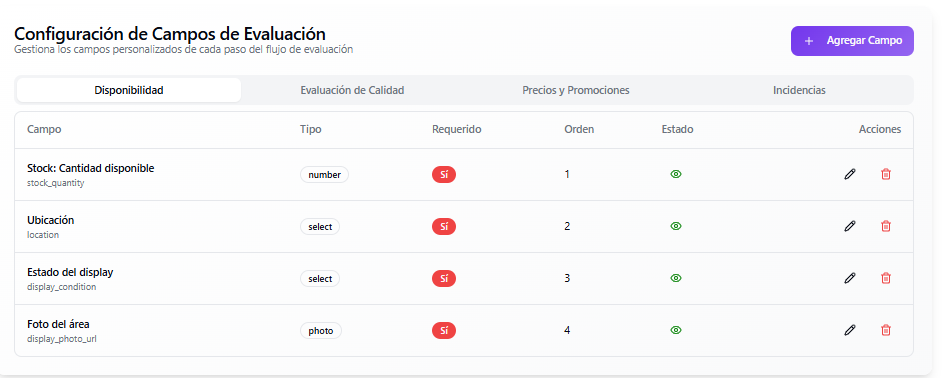 Configuración de Campos de Evaluación
Gestiona los campos personalizados de cada paso del flujo de evaluación
+ Agregar Campo
Disponibilidad Evaluación de Calidad Precios y Promociones Incidencias
Campo Tipo Requerido Orden Estado Acciones
Stock: Cantidad disponible number Sí 1
stock_quantity
Ubicación select Sí 2
location
Estado del display select Sí 3
display_condition
Foto del área photo Sí 4
display_photo_url